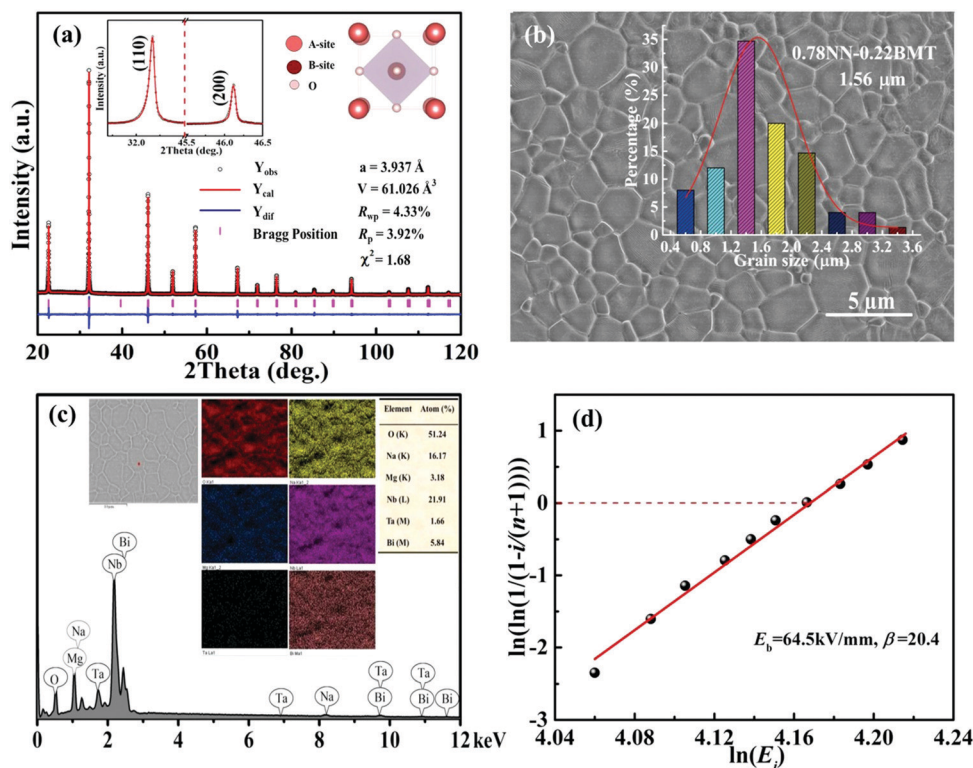 (a)
(110)
(200)
Intensity (a.u.)
32.0
45.5
46.0
46.5
2Theta (deg.)
A-site
B-site
O
Yobs
Ycal
Ydif
Bragg Position
a = 3.937 Å
V = 61.026 Å³
Rwp = 4.33%
Rp = 3.92%
χ² = 1.68
Intensity (a.u.)
20 40 60 80 100 120
2Theta (deg.)
(b)
0.78NN-0.22BMT
1.56 μm
Percentage (%)
35
30
25
20
15
10
5
0
0.4 0.8 1.2 1.6 2.0 2.4 2.8 3.2 3.6
Grain size (μm)
5 μm
(c)
Element Atom (%)
O (K) 51.24
Na (K) 16.17
Mg (K) 3.18
Nb (L) 21.91
Ta (M) 1.66
Bi (M) 5.84
Bi
Nb
Na
Mg
O
Ta
Ta
Na
Ta
Bi
Ta
Bi
Bi
0 2 4 6 8 10 12 keV
(d)
ln(ln(1/(1-i/(n+1))))
1
0
-1
-2
-3
Eb=64.5kV/mm, β=20.4
4.04 4.08 4.12 4.16 4.20 4.24
ln(Ei)